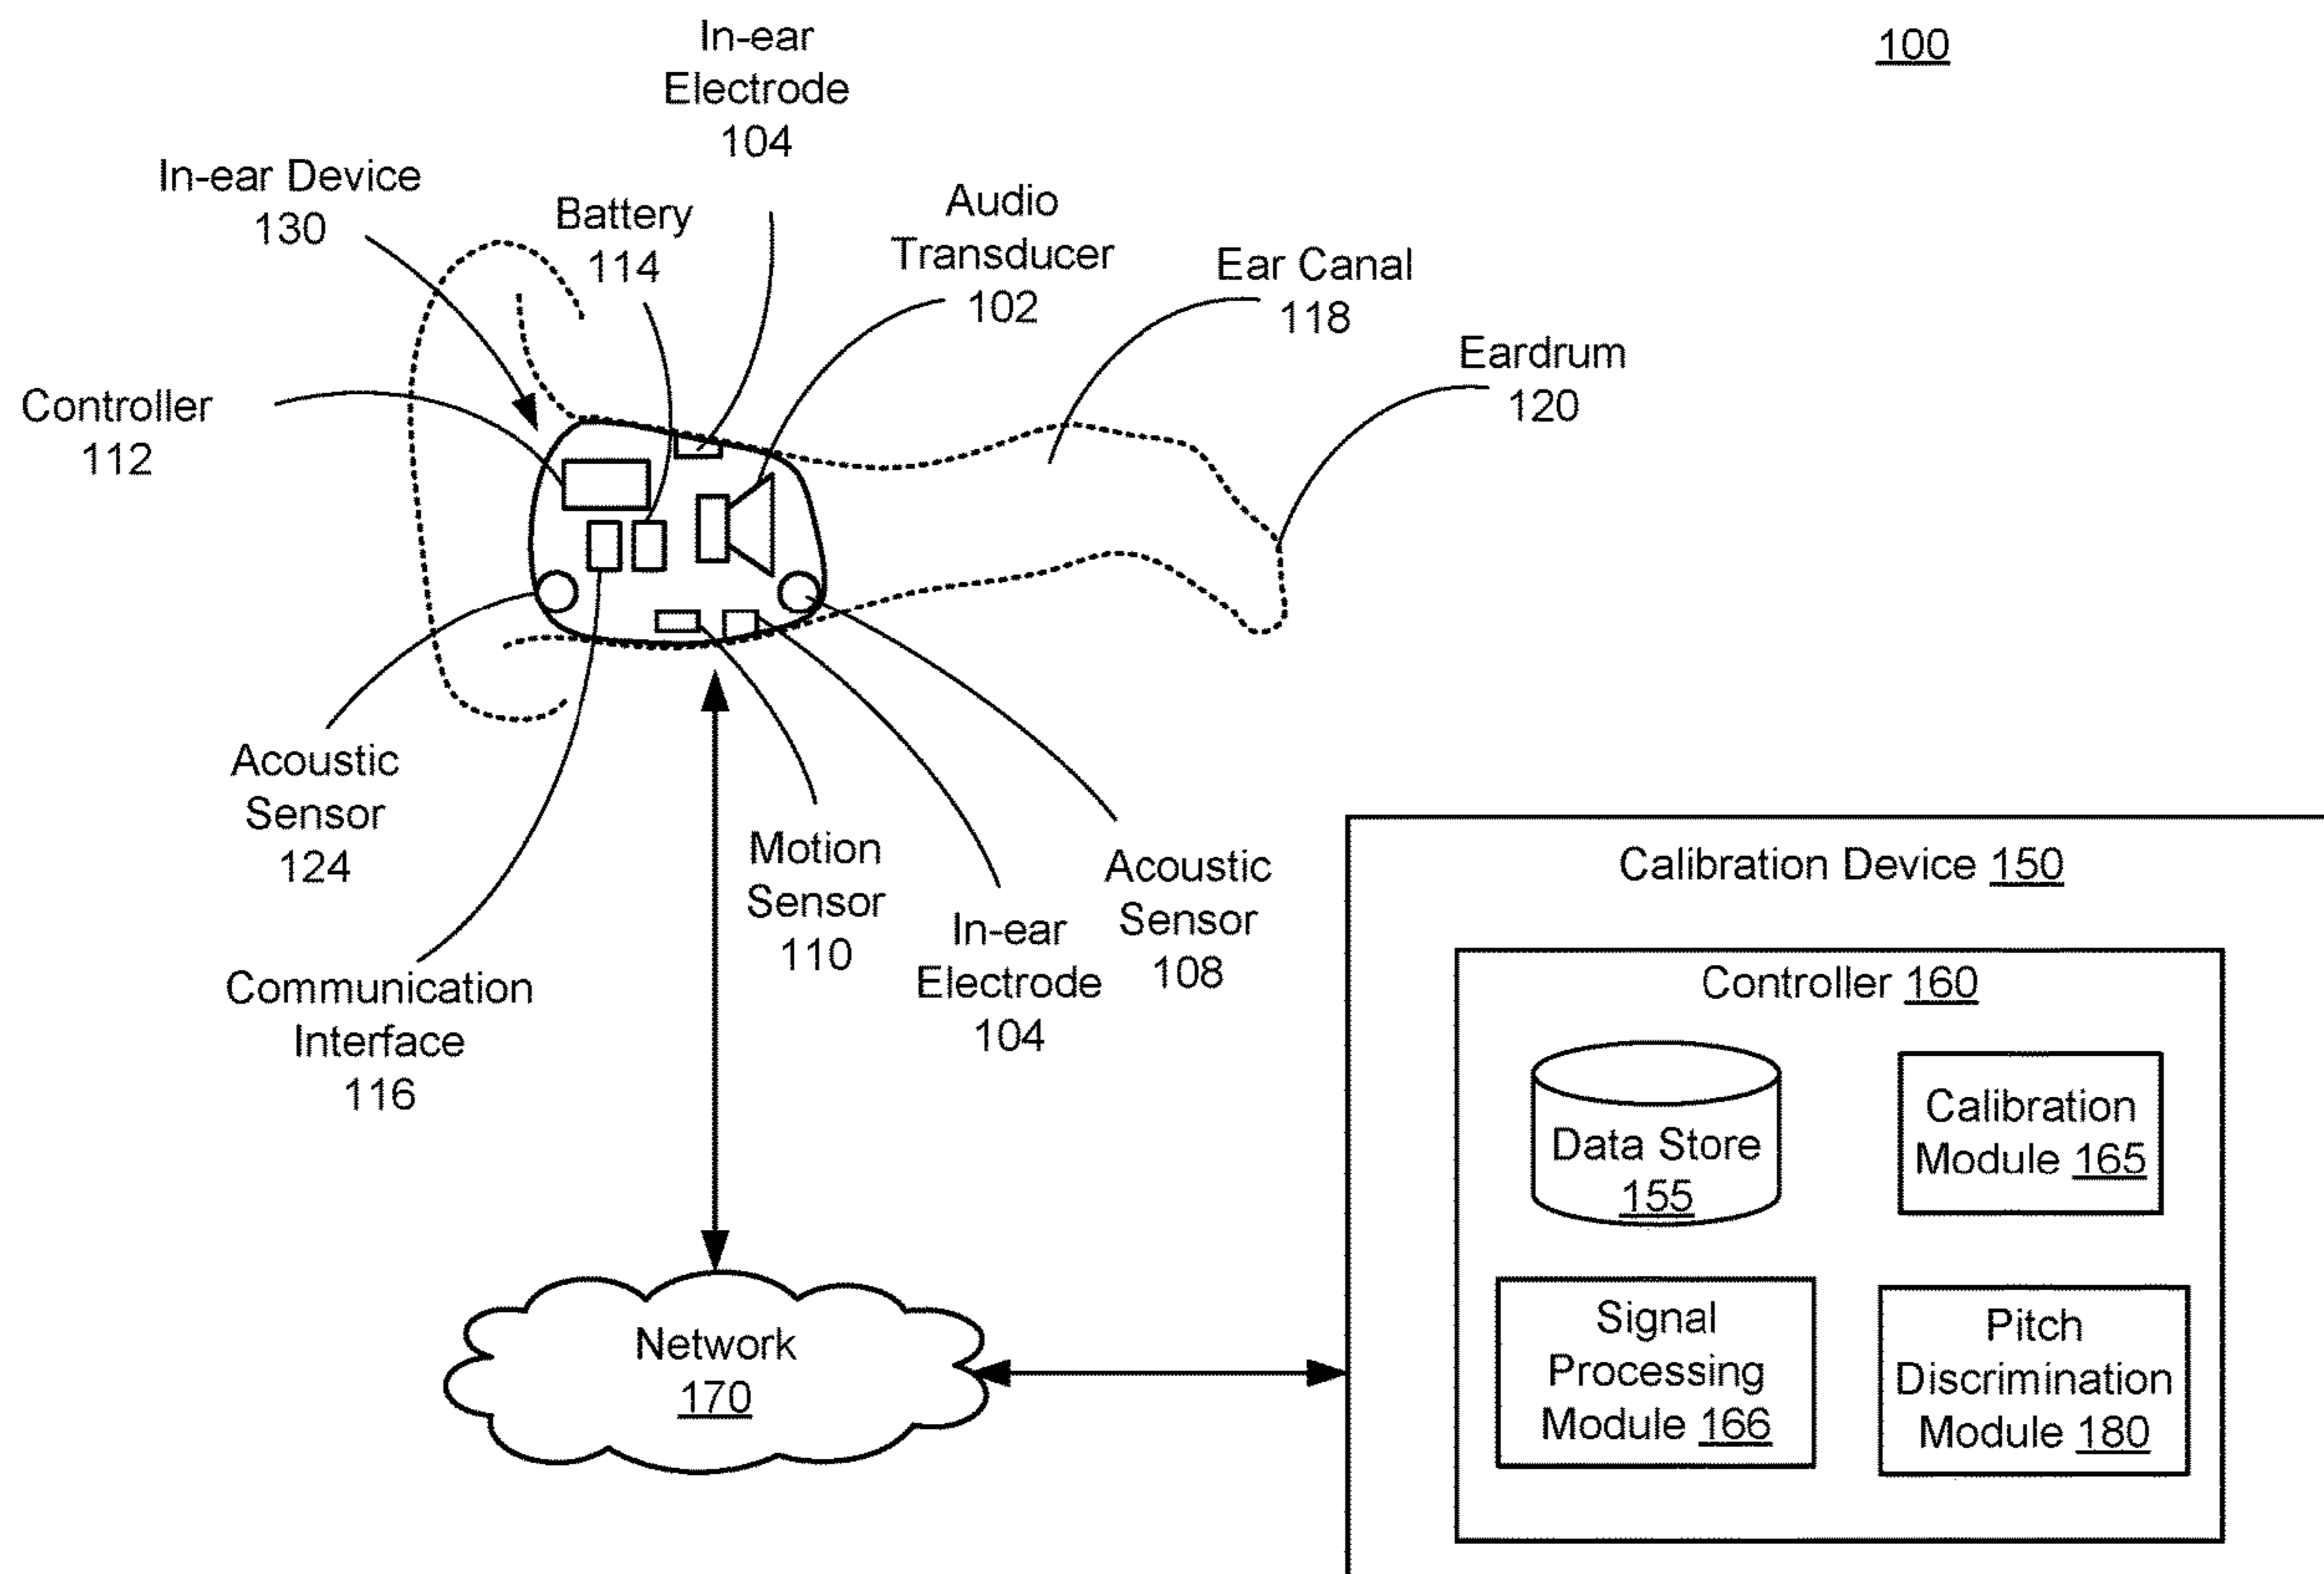 100
In-ear
Electrode
104
In-ear Device
130
Battery
114
Audio
Transducer
102
Ear Canal
118
Eardrum
120
Controller
112
Acoustic
Sensor
124
Communication
Interface
116
Motion
Sensor
110
In-ear
Electrode
104
Acoustic
Sensor
108
Calibration Device 150
Controller 160
Data Store
155
Calibration
Module 165
Signal
Processing
Module 166
Pitch
Discrimination
Module 180
Network
170